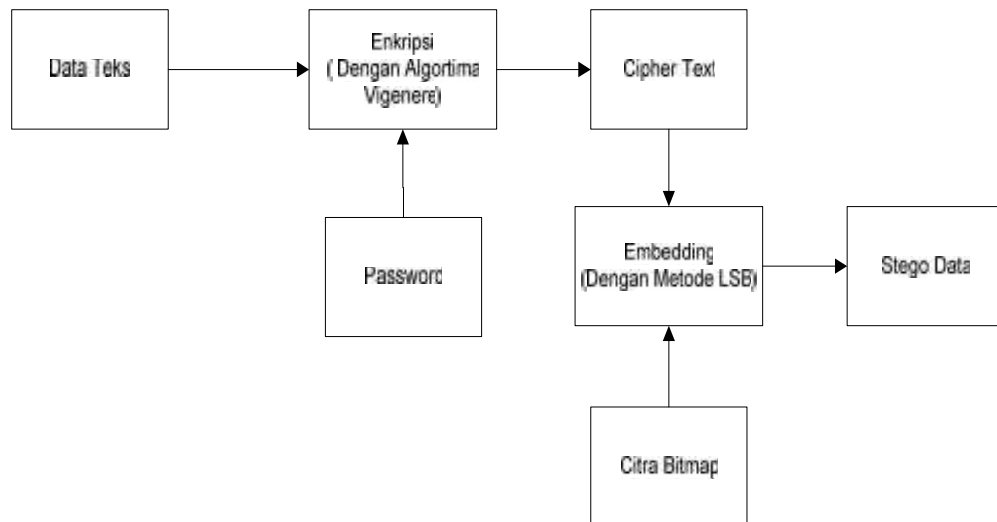 Data Teks
Enkripsi
( Dengan Algortima
Vigenere)
Cipher Text
Password
Embedding
(Dengan Metode LSB)
Stego Data
Citra Bitmap